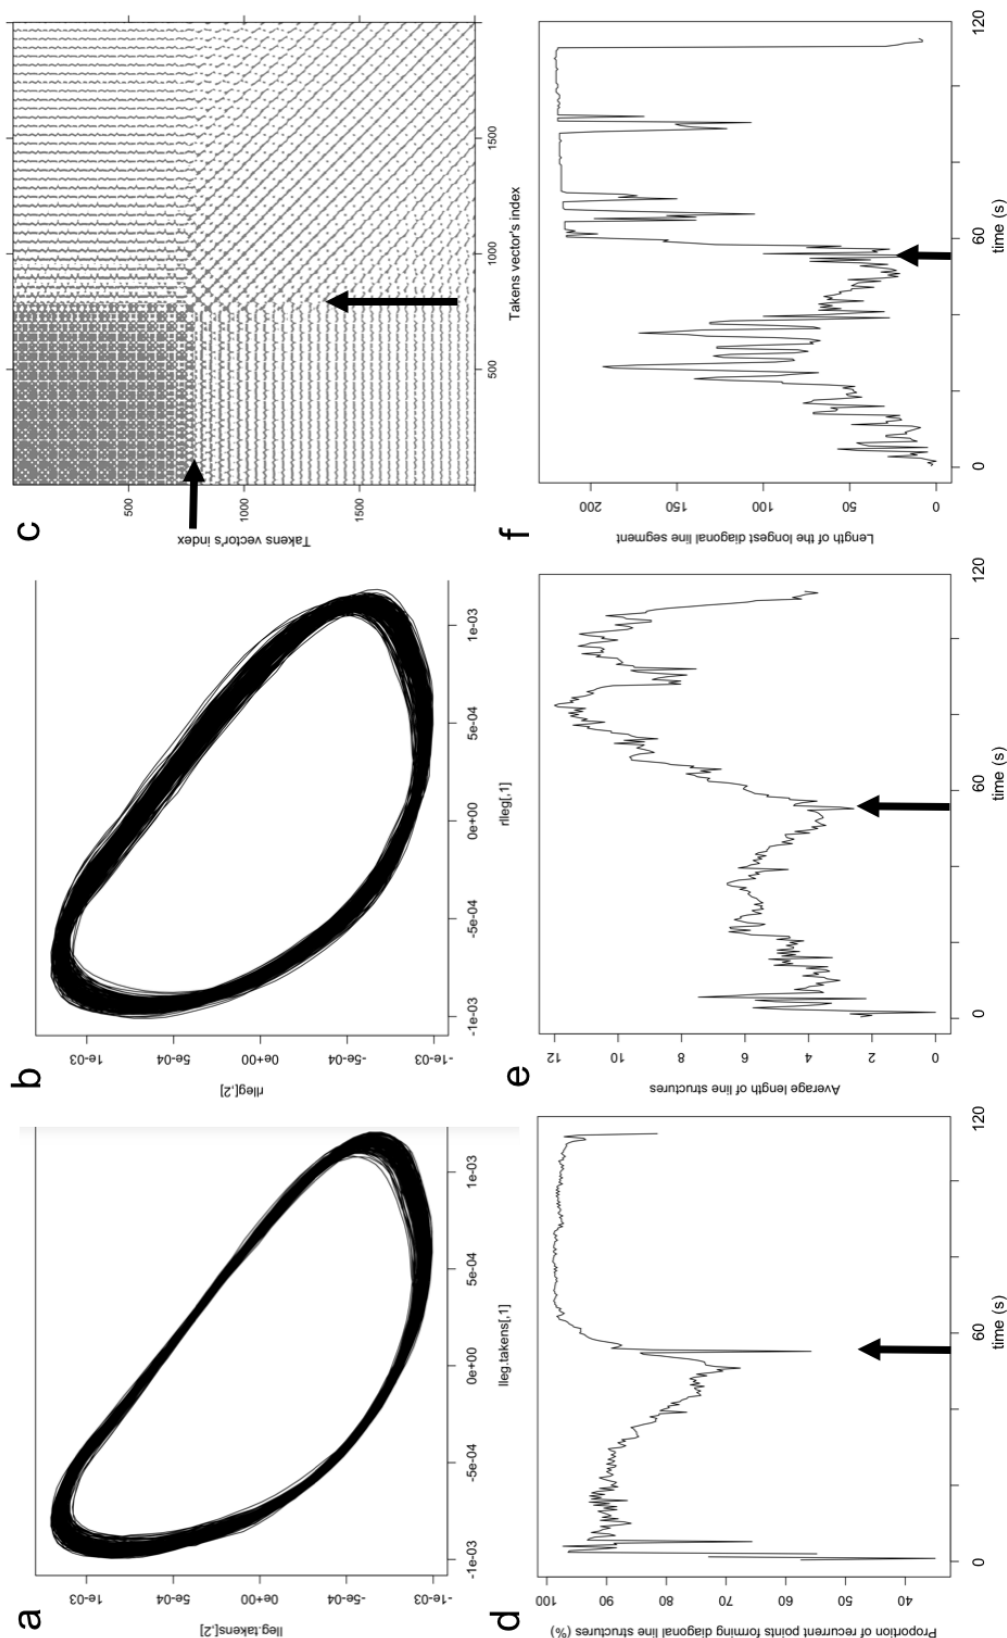 a
lleg.takens[,2]
1e-03
5e-04
0e+00
-5e-04
-1e-03
-1e-03 -5e-04 0e+00 5e-04 1e-03
lleg.takens[,1]
b
rlleg[,2]
1e-03
5e-04
0e+00
-5e-04
-1e-03
-1e-03 -5e-04 0e+00 5e-04 1e-03
rlleg[,1]
c
Takens vector's index
500
1000
1500
500 1000 1500
Takens vector's index
d
Proportion of recurrent points forming diagonal line structures (%)
100
90
80
70
60
50
40
0 60 120
time (s)
e
Average length of line structures
12
10
8
6
4
2
0
0 60 120
time (s)
f
Length of the longest diagonal line segment
200
150
100
50
0
0 60 120
time (s)